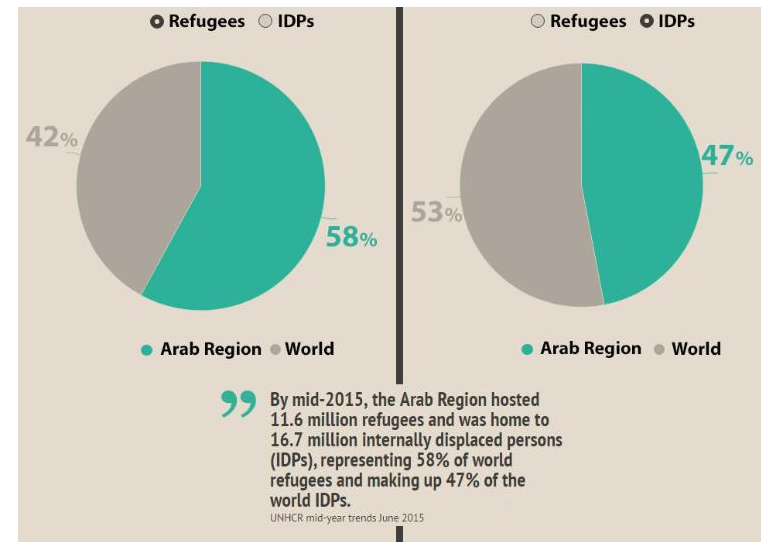 Refugees IDPs
42%
58%
Arab Region World
Refugees IDPs
47%
53%
Arab Region World
” By mid-2015, the Arab Region hosted
11.6 million refugees and was home to
16.7 million internally displaced persons
(IDPs), representing 58% of world
refugees and making up 47% of the
world IDPs.
UNHCR mid-year trends June 2015